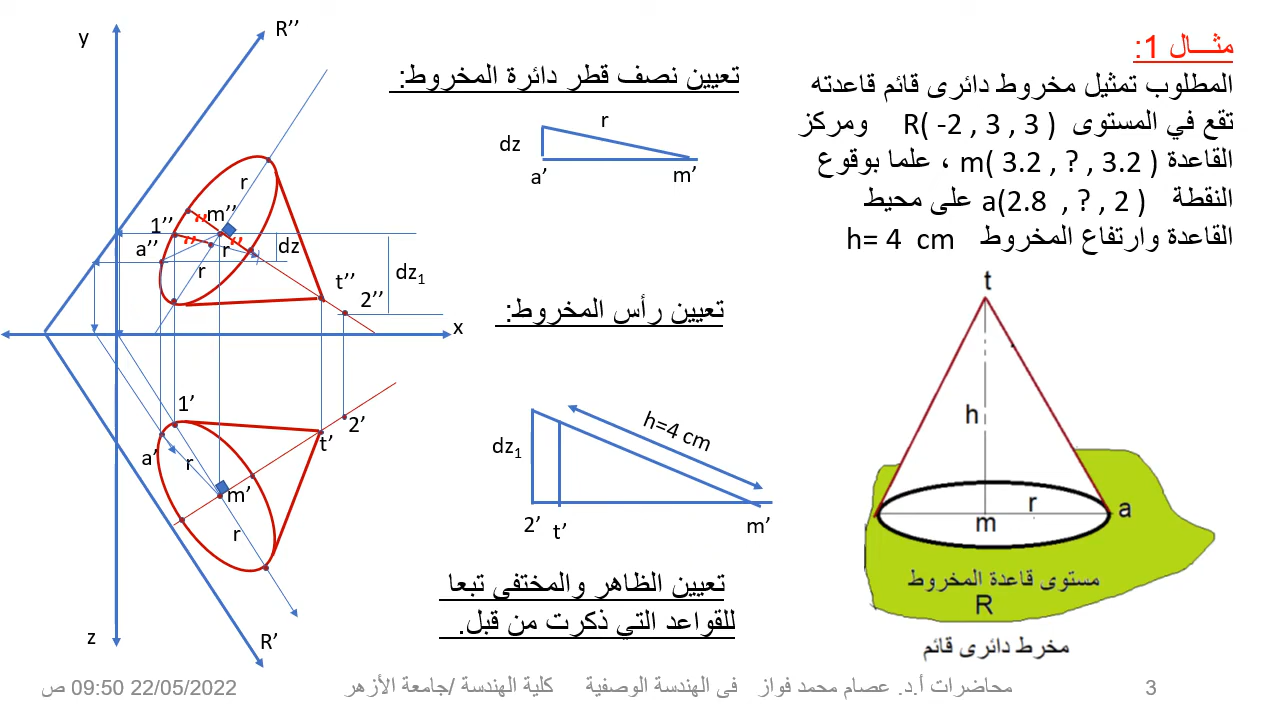 مثـــال 1:
المطلوب تمثيل مخروط دائرى قائم قاعدته
تقع في المستوى R( -2 , 3 , 3 ) ومركز
القاعدة m( 3.2 , ? , 3.2 ) ، علما بوقوع
النقطة a(2.8 , ? , 2 ) على محيط
القاعدة وارتفاع المخروط h= 4 cm
t
h
r
m
a
مستوى قاعدة المخروط
R
مخرط دائرى قائم
تعيين نصف قطر دائرة المخروط:
r
dz
a’
m’
تعيين رأس المخروط:
h=4 cm
dz1
2’
t’
m’
تعيين الظاهر والمختفى تبعا
للقواعد التي ذكرت من قبل.
y
R’’
r
m’’
1’’
a’’
r
dz
r
dz1
t’’
2’’
x
1’
2’
t’
a’
r
m’
r
z
R’
3
محاضرات أ.د. عصام محمد فواز فى الهندسة الوصفية كلية الهندسة /جامعة الأزهر
22/05/2022 09:50 ص